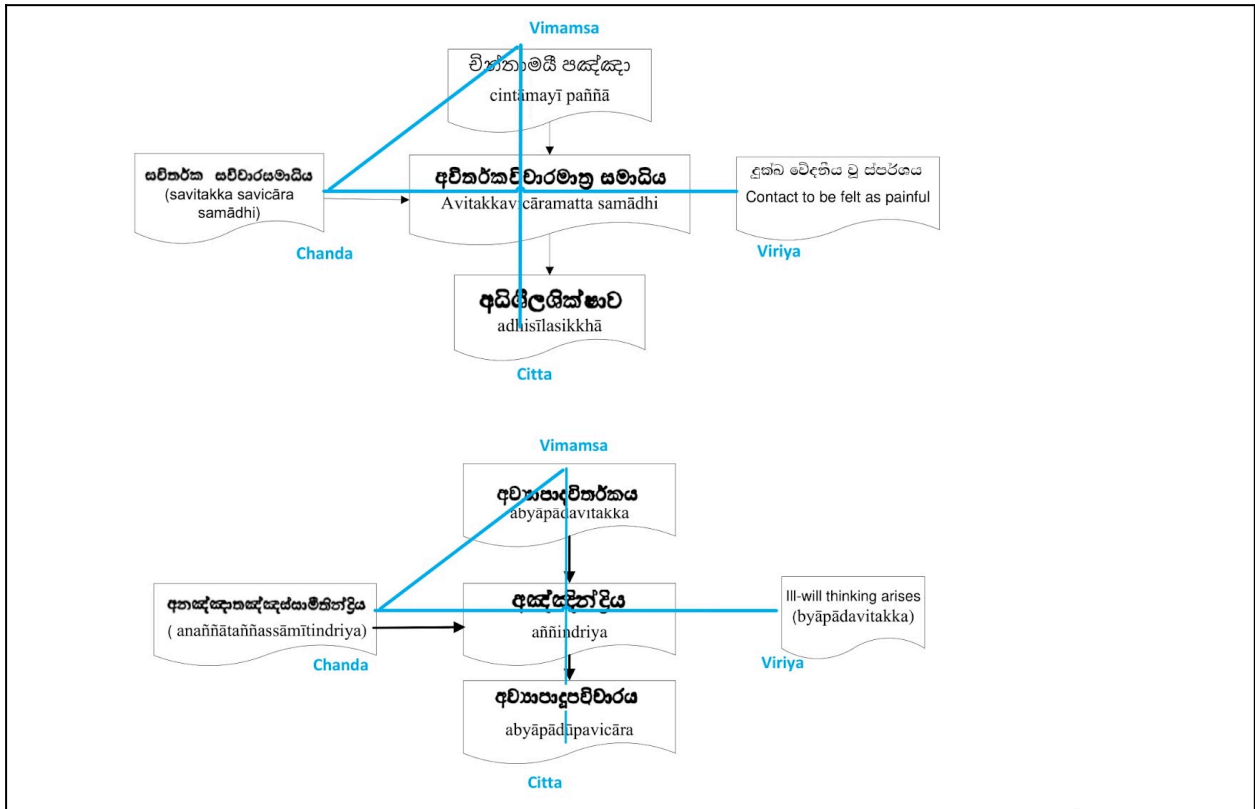 Vimamsa
චින්තාමයී පඤ්ඤා
cintāmayī paññā
සවිතර්ක සවිචාරසමාධිය
(savitakka savicāra
samādhi)
අවිතර්කවිචාරමාත්‍ර සමාධිය
Avitakkavicāramatta samādhi
දුක්ඛ වේදනීය වූ ස්පර්ශය
Contact to be felt as painful
Chanda
Viriya
අධිශීලශික්ෂාව
adhisīlasikkhā
Citta
Vimamsa
අව්‍යාපාදවිතර්කය
abyāpādavitakka
අනඤ්ඤාතඤ්ඤස්සාමීතින්ද්‍රිය
( anaññātaññassāmītindriya)
අඤ්ඤින්ද්‍රිය
aññindriya
Ill-will thinking arises
(byāpādavitakka)
Chanda
Viriya
අව්‍යාපාදූපවිචාරය
abyāpādūpavicāra
Citta